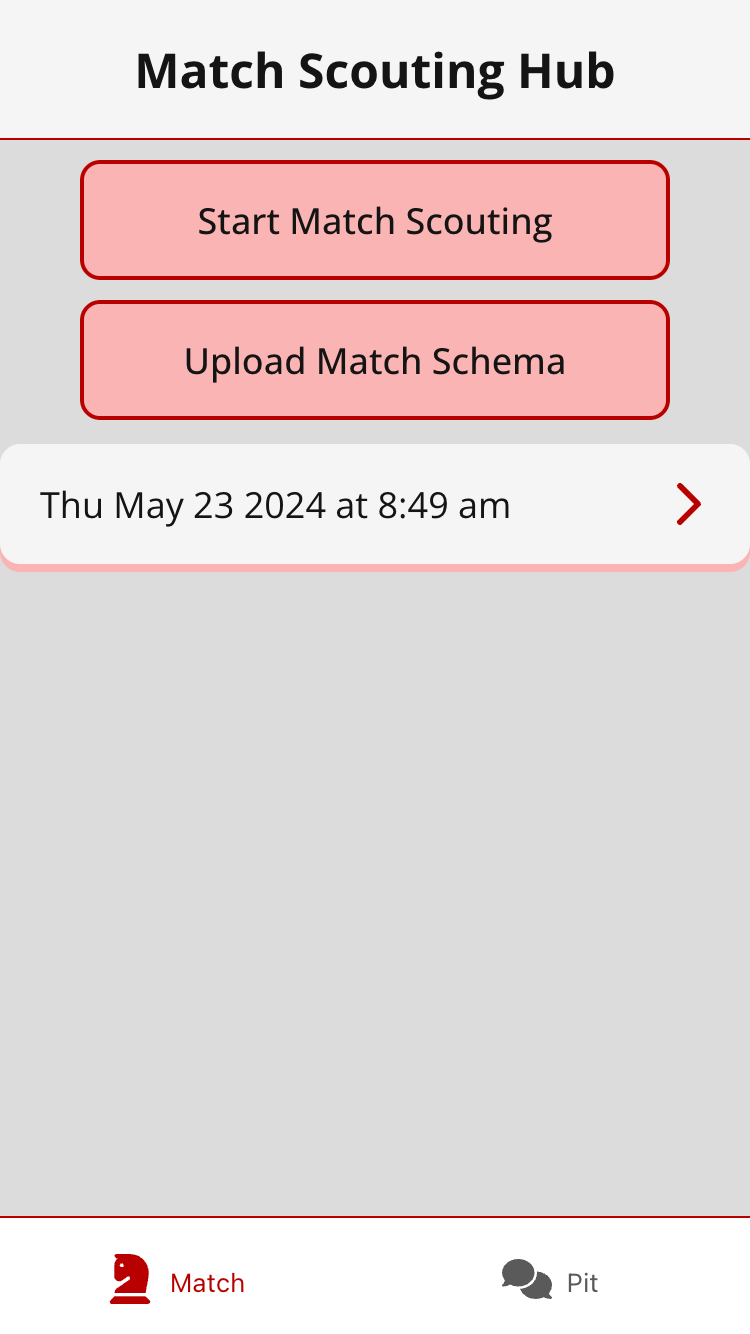 Match Scouting Hub
Start Match Scouting
Upload Match Schema
Thu May 23 2024 at 8:49 am
Match
Pit